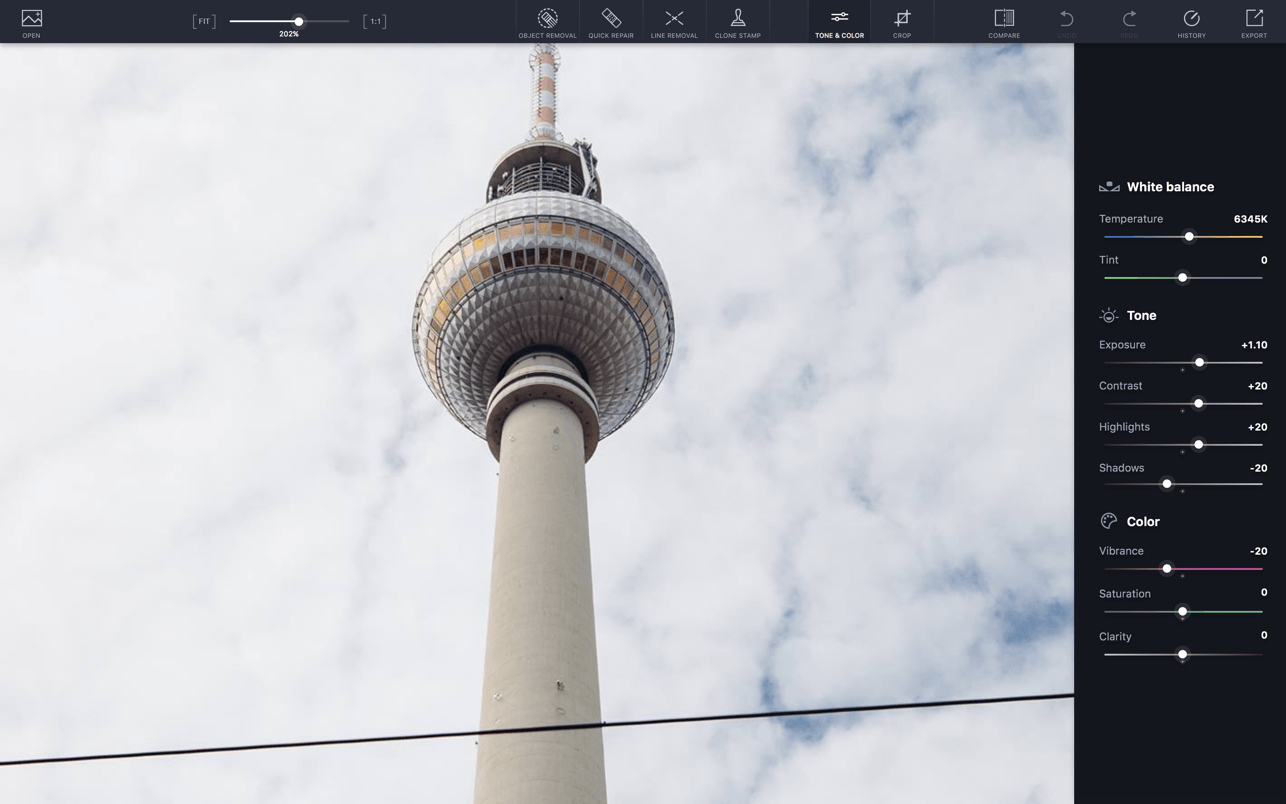 OPEN
FIT
202%
1:1
OBJECT REMOVAL
QUICK REPAIR
LINE REMOVAL
CLONE STAMP
TONE & COLOR
CROP
COMPARE
UNDO
REDO
HISTORY
EXPORT
White balance
Temperature 6345K
Tint 0
Tone
Exposure +1.10
Contrast +20
Highlights +20
Shadows -20
Color
Vibrance -20
Saturation 0
Clarity 0